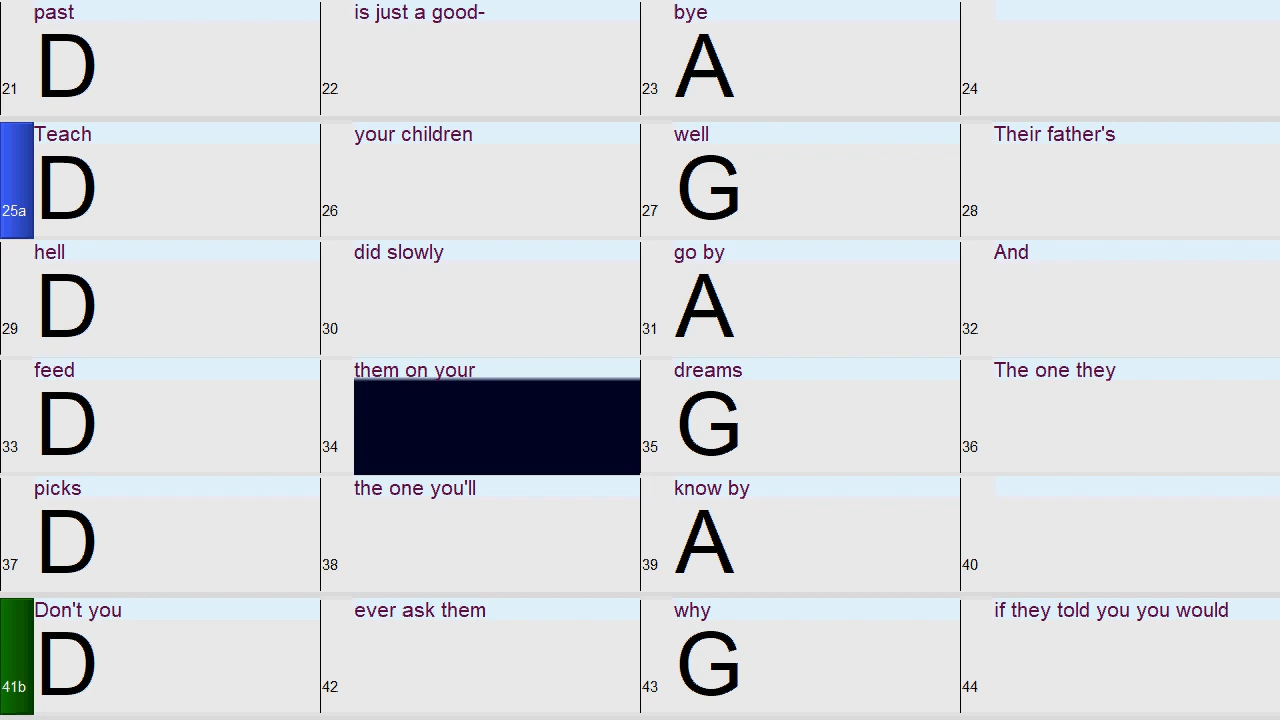 past is just a good- bye
21 D 22 23 A 24
Teach your children well Their father's
25a D 26 27 G 28
hell did slowly go by And
29 D 30 31 A 32
feed them on your dreams The one they
33 D 34 35 G 36
picks the one you'll know by
37 D 38 39 A 40
Don't you ever ask them why if they told you you would
41b D 42 43 G 44